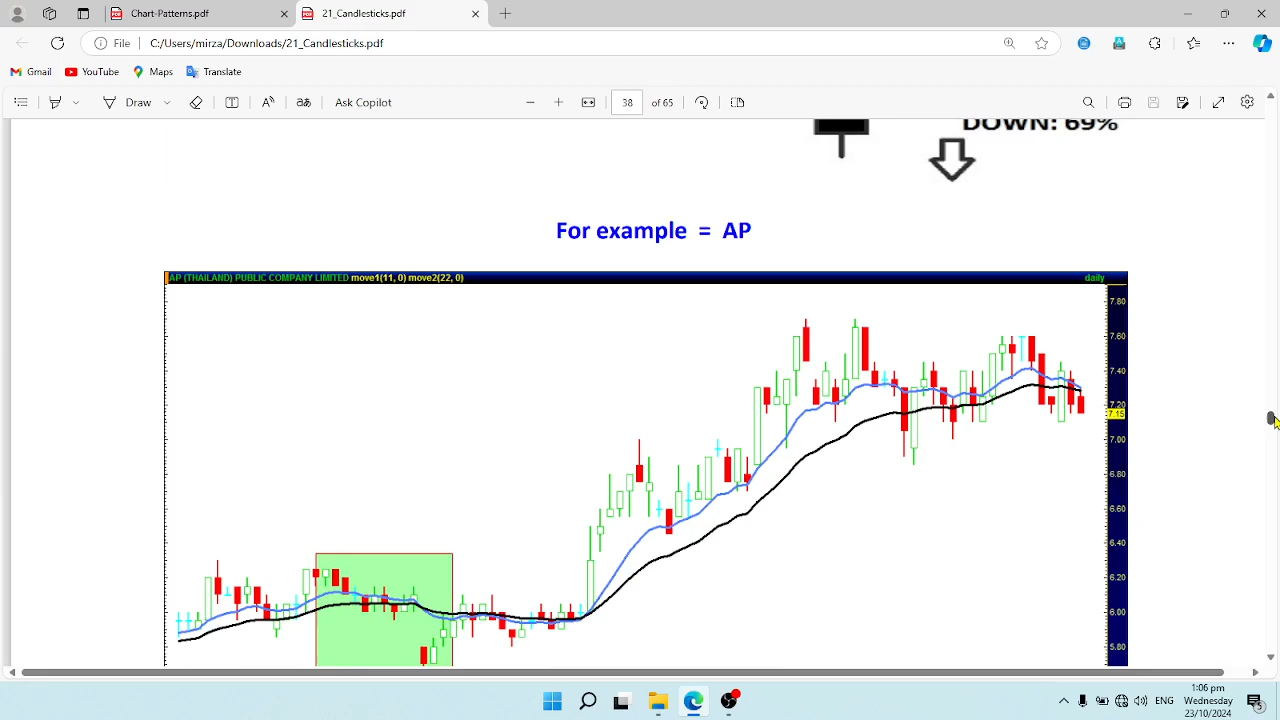 Chart-Patterns.pdf
21_Candlesticks.pdf
File C:/Users/mirza/Downloads/21_Candlesticks.pdf
Gmail YouTube Maps Translate
Draw Ask Copilot 38 of 65
DOWN: 69%
For example = AP
AP (THAILAND) PUBLIC COMPANY LIMITED move1(11, 0) move2(22, 0) daily
7.80
7.60
7.40
7.20
7.15
7.00
6.80
6.60
6.40
6.20
6.00
5.80
ENG
1:06 pm
Wednesday
23/10/2024
5